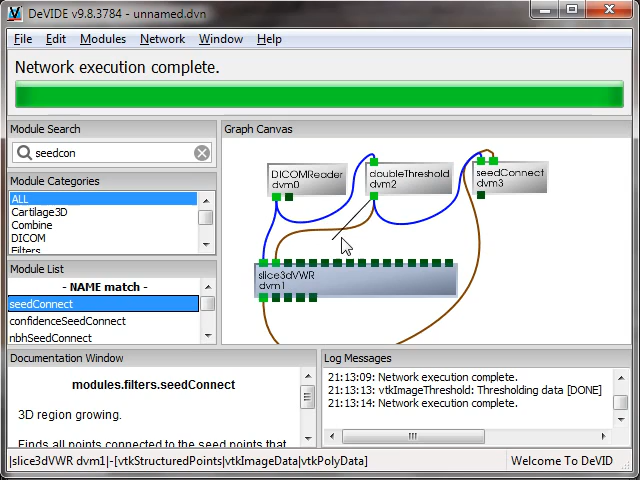 DeVIDE v9.8.3784 - unnamed.dvn
File Edit Modules Network Window Help
Network execution complete.
Module Search
seedcon
Module Categories
ALL
Cartilage3D
Combine
DICOM
Filters
Module List
- NAME match -
seedConnect
confidenceSeedConnect
nbhSeedConnect
Graph Canvas
DICOMReader
dvm0
doubleThreshold
dvm2
seedConnect
dvm3
slice3dVWR
dvm1
Documentation Window
modules.filters.seedConnect
3D region growing.
Finds all points connected to the seed points that
Log Messages
21:13:09: Network execution complete.
21:13:13: vtkImageThreshold: Thresholding data [DONE]
21:13:14: Network execution complete.
|slice3dVWR dvm1|-[vtkStructuredPoints|vtkImageData|vtkPolyData]
Welcome To DeVID